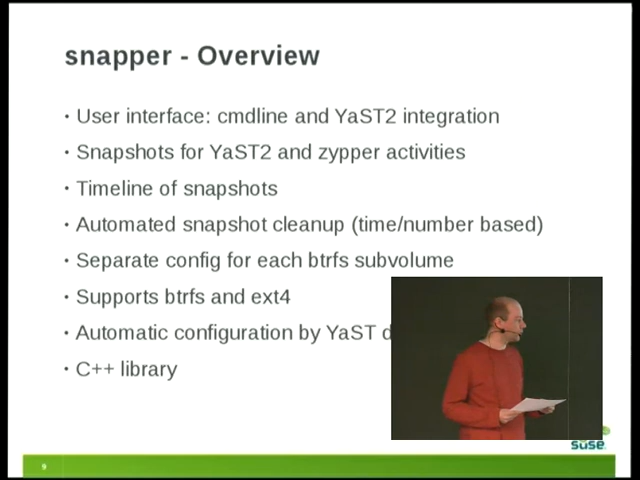 snapper - Overview
• User interface: cmdline and YaST2 integration
• Snapshots for YaST2 and zypper activities
• Timeline of snapshots
• Automated snapshot cleanup (time/number based)
• Separate config for each btrfs subvolume
• Supports btrfs and ext4
• Automatic configuration by YaST
• C++ library
SUSE
9